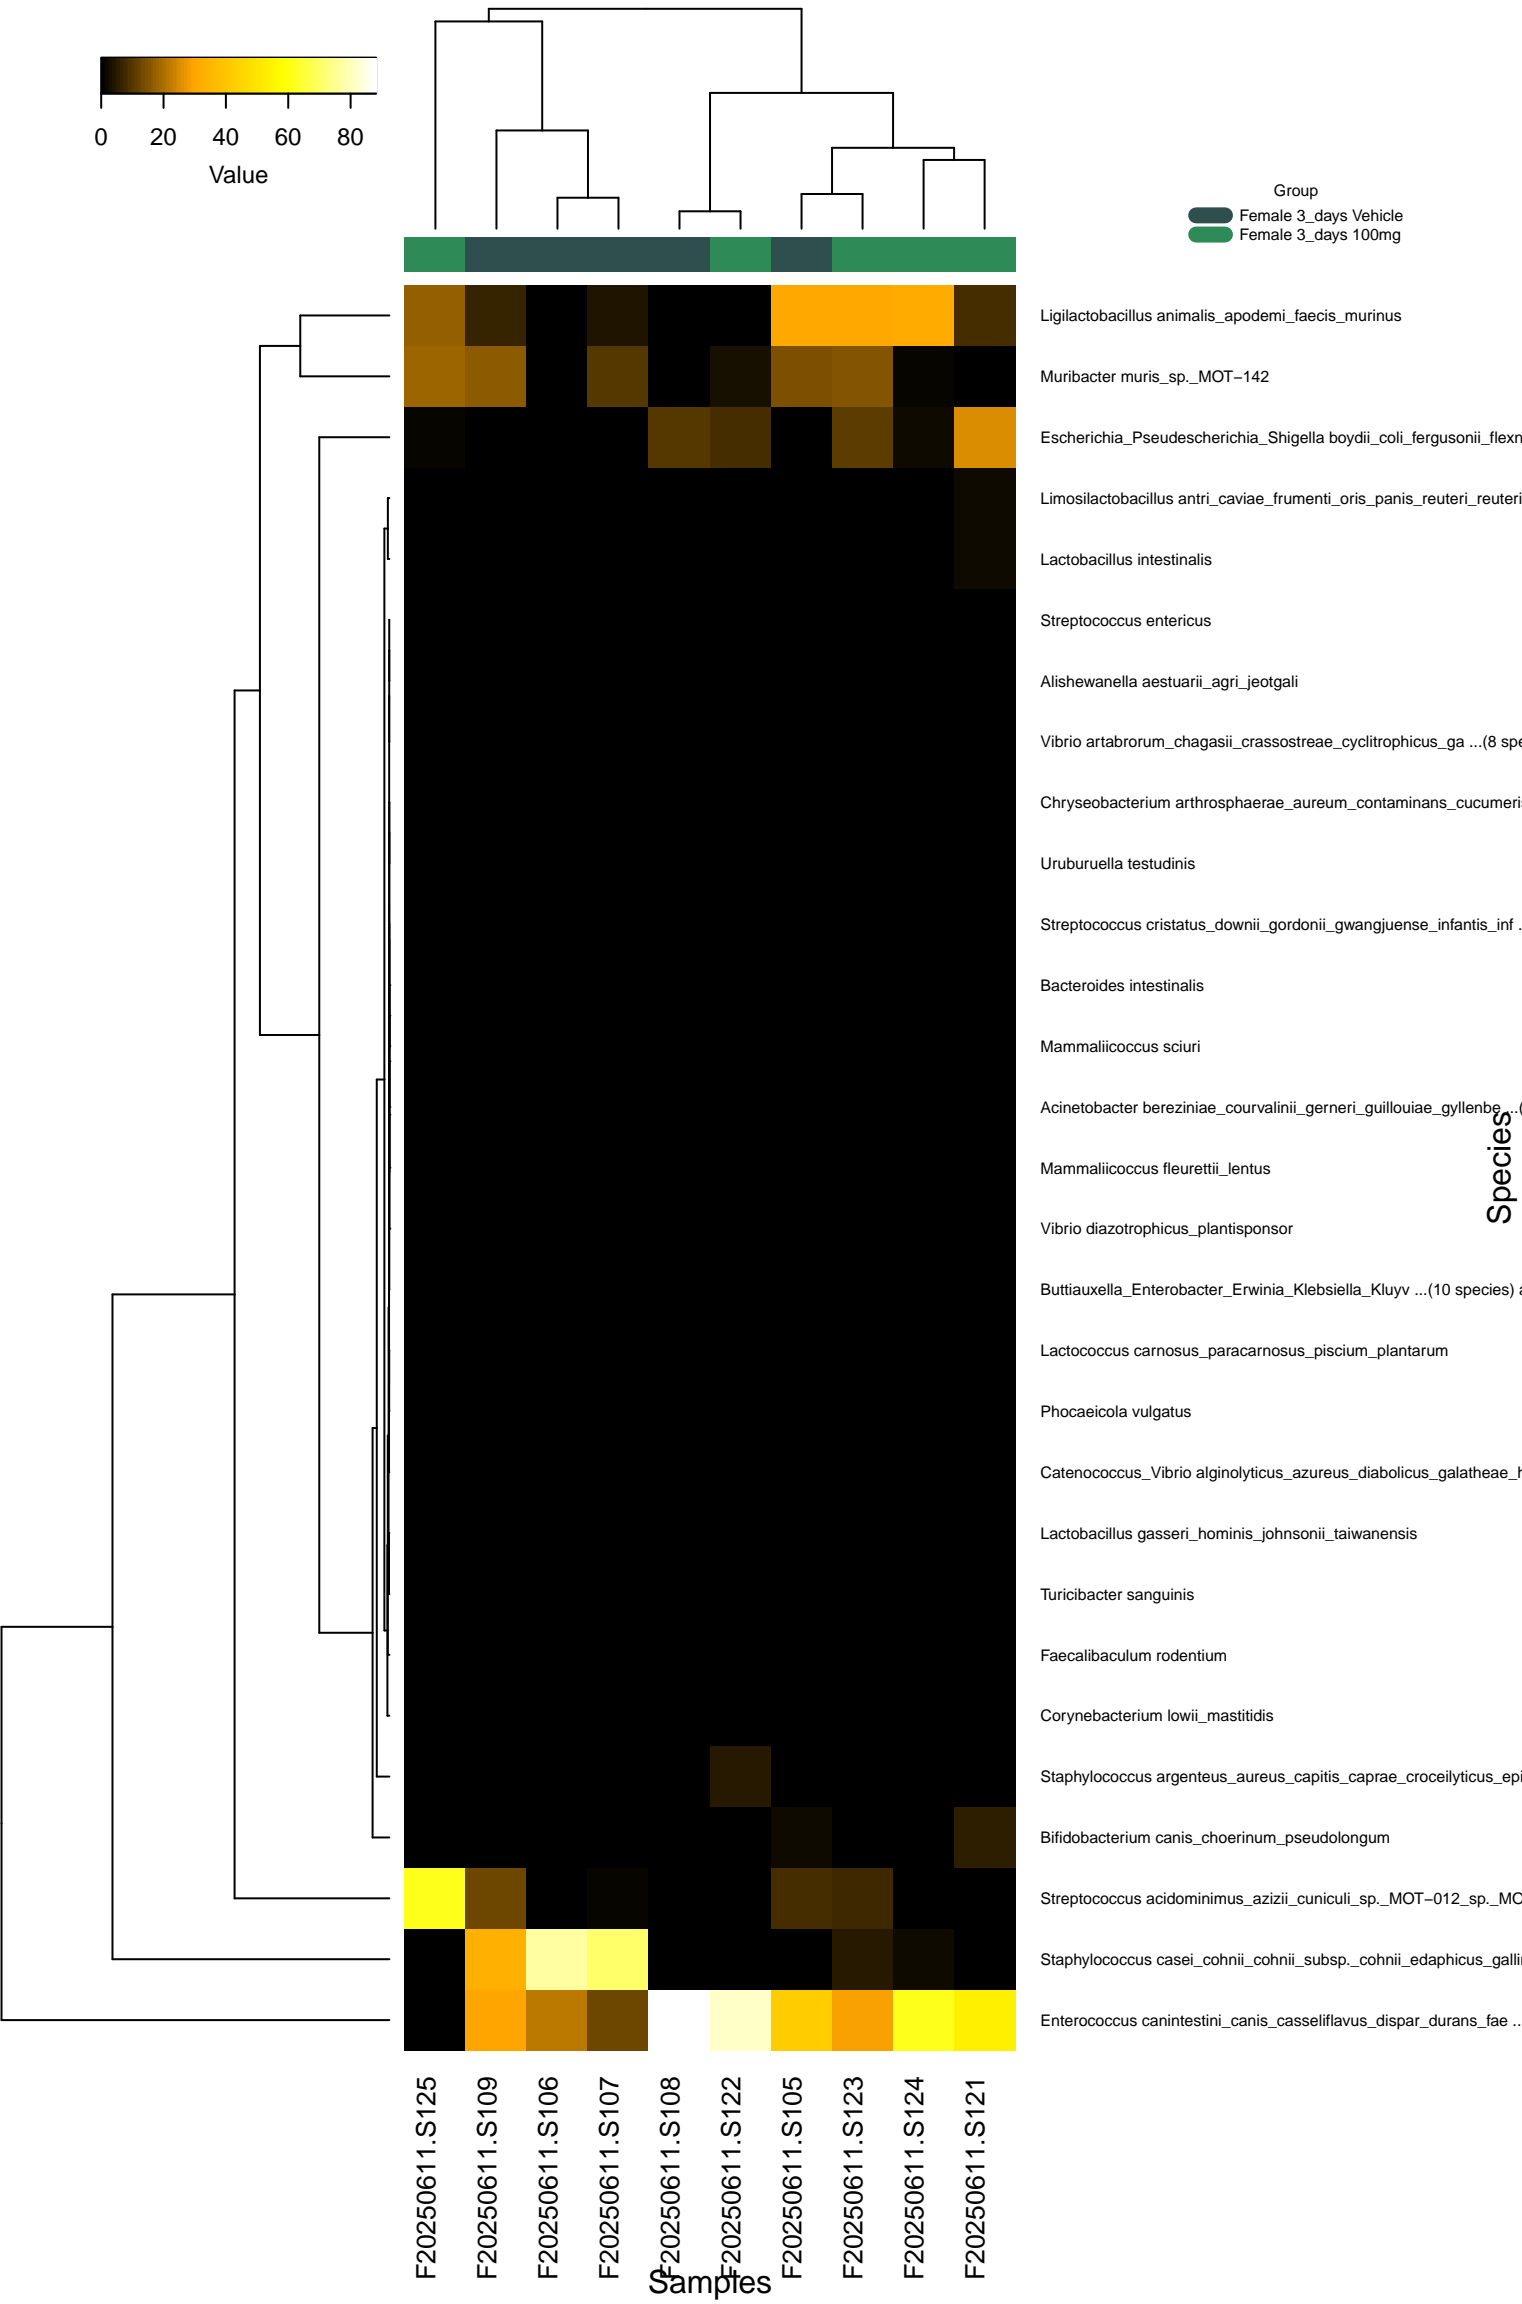 0 20 40 60 80
Value
Group
Female 3_days Vehicle
Female 3_days 100mg
Ligilactobacillus animalis_apodemi_faecis_murinus
Muribacter muris_sp._MOT−142
Escherichia_Pseudescherichia_Shigella boydii_coli_fergusonii_flexn
Limosilactobacillus antri_caviae_frumenti_oris_panis_reuteri_reuteri
Lactobacillus intestinalis
Streptococcus entericus
Alishewanella aestuarii_agri_jeotgali
Vibrio artabrorum_chagasii_crassostreae_cyclitrophicus_ga ...(8 spe
Chryseobacterium arthrosphaerae_aureum_contaminans_cucumeris
Uruburuella testudinis
Streptococcus cristatus_downii_gordonii_gwangjuense_infantis_inf .
Bacteroides intestinalis
Mammaliicoccus sciuri
Acinetobacter bereziniae_courvalinii_gerneri_guillouiae_gyllenbe ...(
Mammaliicoccus fleurettii_lentus
Vibrio diazotrophicus_plantisponsor
Buttiauxella_Enterobacter_Erwinia_Klebsiella_Kluyv ...(10 species) a
Lactococcus carnosus_paracarnosus_piscium_plantarum
Phocaeicola vulgatus
Catenococcus_Vibrio alginolyticus_azureus_diabolicus_galatheae_h
Lactobacillus gasseri_hominis_johnsonii_taiwanensis
Turicibacter sanguinis
Faecalibaculum rodentium
Corynebacterium lowii_mastitidis
Staphylococcus argenteus_aureus_capitis_caprae_croceilyticus_epi
Bifidobacterium canis_choerinum_pseudolongum
Streptococcus acidominimus_azizii_cuniculi_sp._MOT−012_sp._MO
Staphylococcus casei_cohnii_cohnii_subsp._cohnii_edaphicus_galli
Enterococcus canintestini_canis_casseliflavus_dispar_durans_fae ..
Species
F20250611.S125
F20250611.S109
F20250611.S106
F20250611.S107
F20250611.S108
F20250611.S122
F20250611.S105
F20250611.S123
F20250611.S124
F20250611.S121
Samples